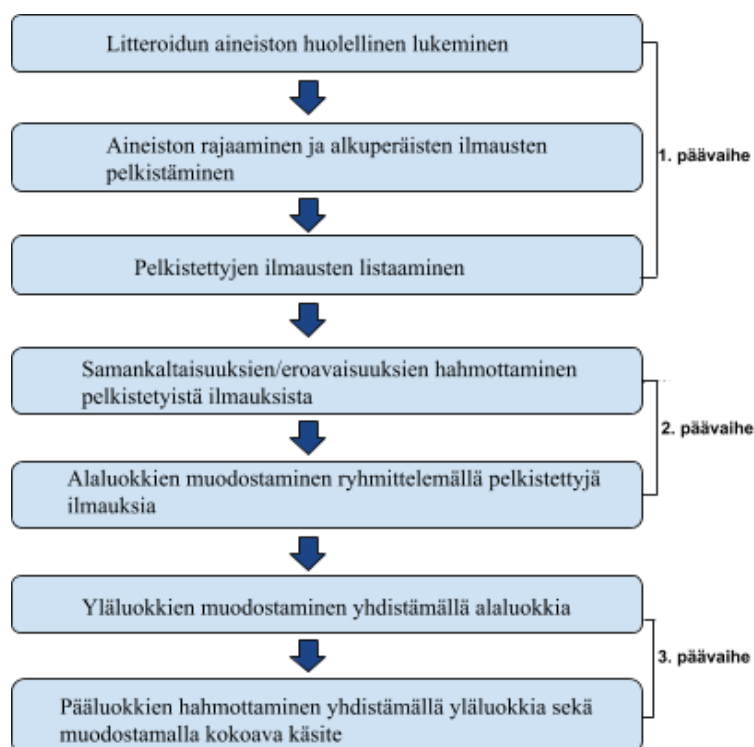 Litteroidun aineiston huolellinen lukeminen
Aineiston rajaaminen ja alkuperäisten ilmausten
pelkistäminen
1. päävaihe
Pelkistettyjen ilmausten listaaminen
Samankaltaisuuksien/eroavaisuuksien hahmottaminen
pelkistetyistä ilmauksista
2. päävaihe
Alaluokkien muodostaminen ryhmittelemällä pelkistettyjä
ilmauksia
Yläluokkien muodostaminen yhdistämällä alaluokkia
3. päävaihe
Pääluokkien hahmottaminen yhdistämällä yläluokkia sekä
muodostamalla kokoava käsite